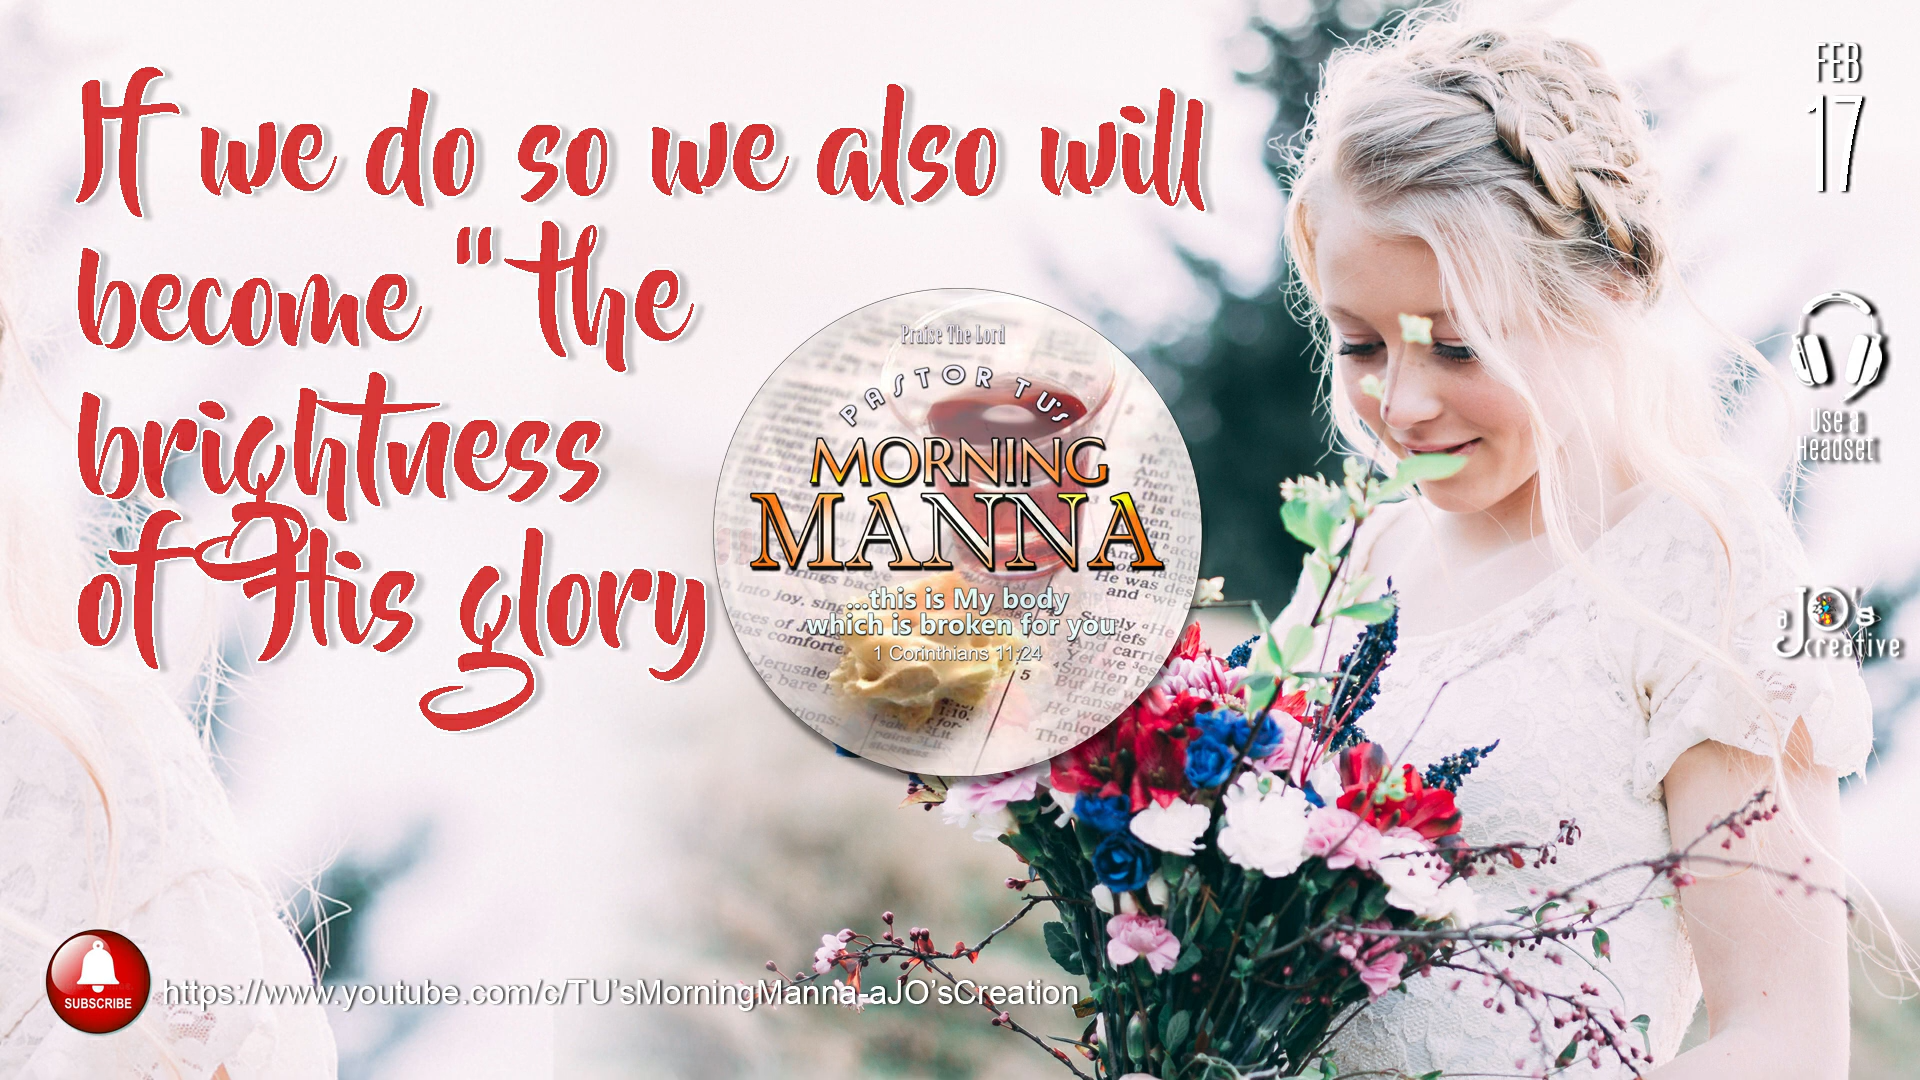 If we do so we also will
become "the
brightness
of His glory
FEB
17
Use a
Headset
aJO's
creative
Praise The Lord
PASTOR TU's
MORNING
MANNA
...this is My body
which is broken for you
1 Corinthians 11:24
SUBSCRIBE
https://www.youtube.com/c/TU'sMorningManna-aJO'sCreation